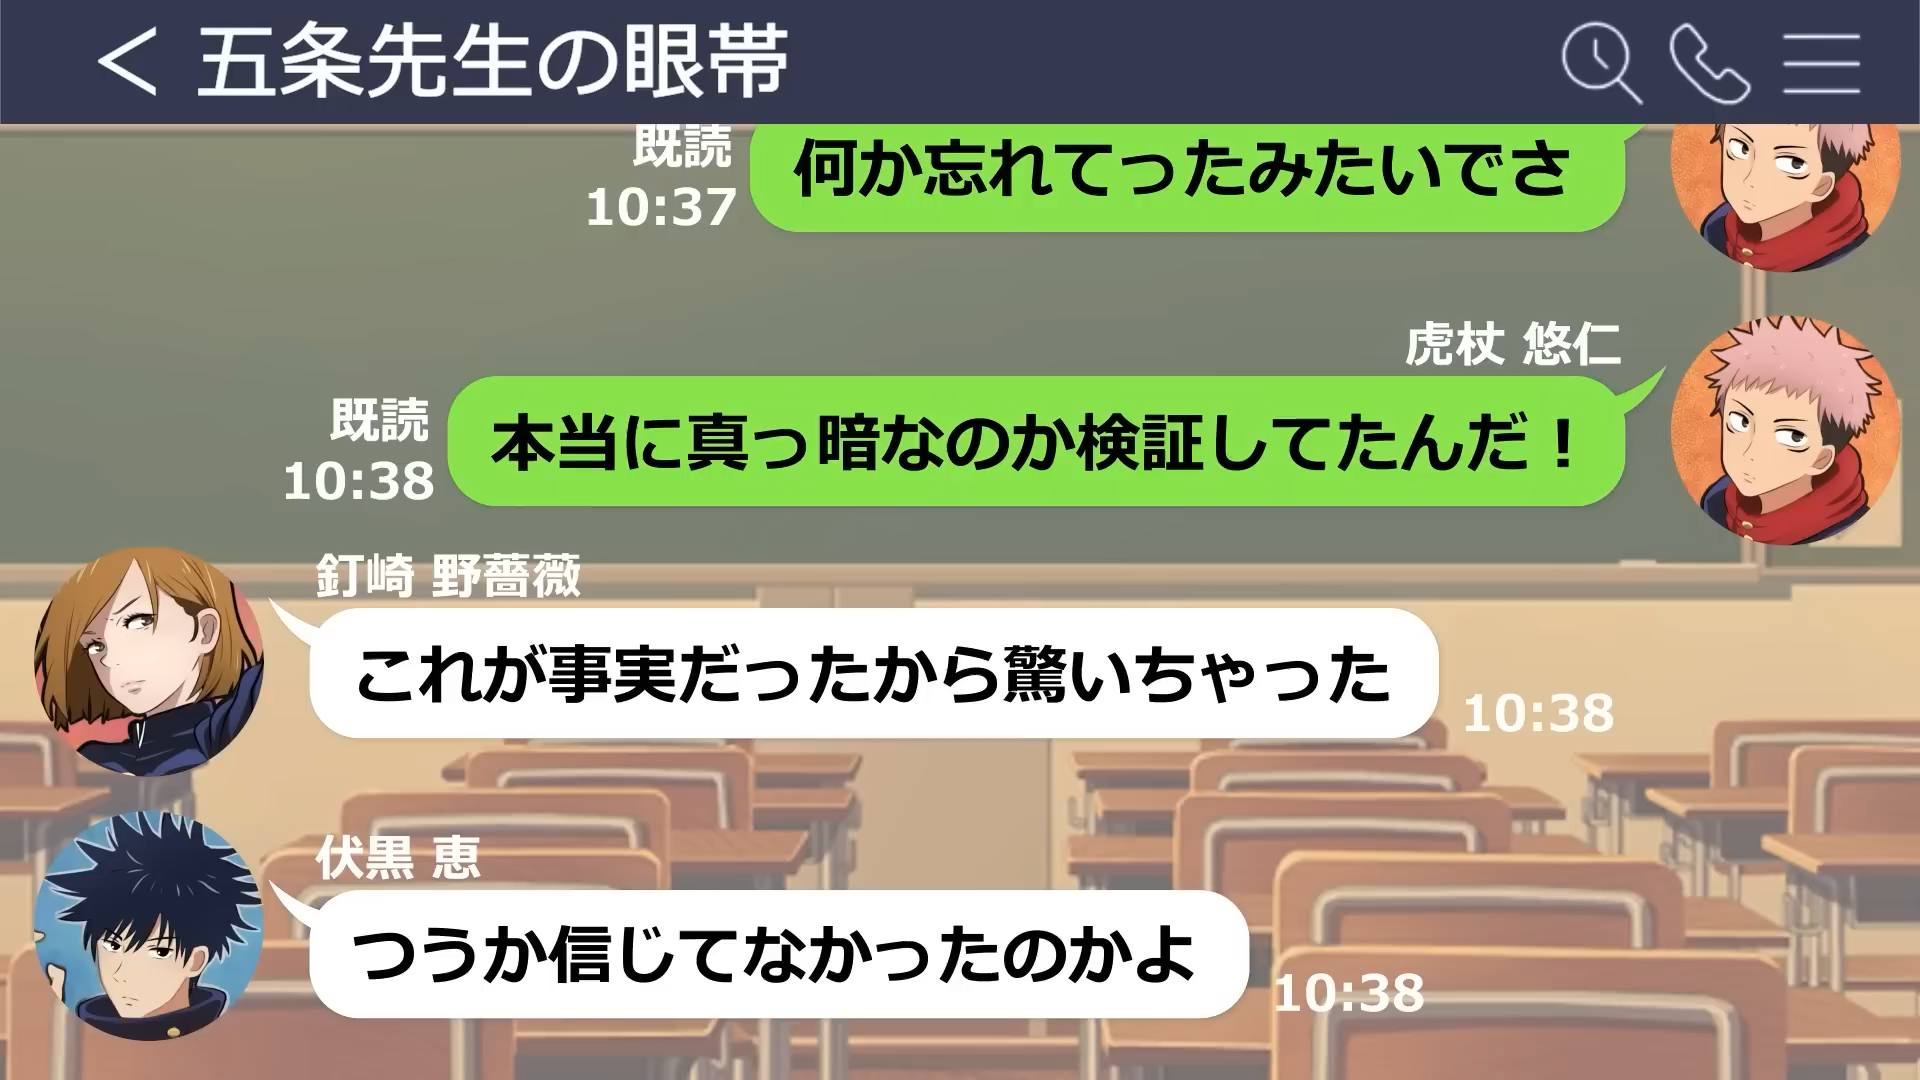 < 五条先生の眼帯
何か忘れてったみたいでさ
既読
10:37
虎杖 悠仁
本当に真っ暗なのか検証してたんだ！
既読
10:38
釘崎 野薔薇
これが事実だったから驚いちゃった
10:38
伏黒 恵
つうか信じてなかったのかよ
10:38